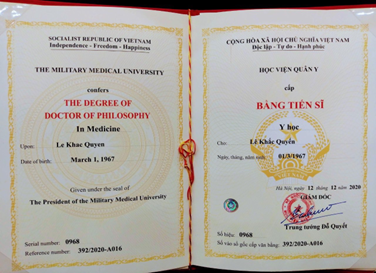 SOCIALIST REPUBLIC OF VIETNAM
Independence - Freedom - Happiness
THE MILITARY MEDICAL UNIVERSITY
confers
THE DEGREE OF
DOCTOR OF PHILOSOPHY
In Medicine
Upon: Le Khac Quyen
Date of birth: March 1, 1967
Given under the seal of
The President of the Military Medical University
Serial number: 0968
Reference number: 392/2020-A016
CỘNG HÒA XÃ HỘI CHỦ NGHĨA VIỆT NAM
Độc lập - Tự do - Hạnh phúc
HỌC VIỆN QUÂN Y
cấp
BẰNG TIẾN SĨ
Y học
Cho: Lê Khắc Quyền
Ngày, tháng, năm sinh: 01/3/1967
Hà Nội, ngày 12 tháng 12 năm 2020
GIÁM ĐỐC
Trung tướng Đỗ Quyết
Số hiệu: 0968
Số vào sổ gốc cấp văn bằng: 392/2020-A016